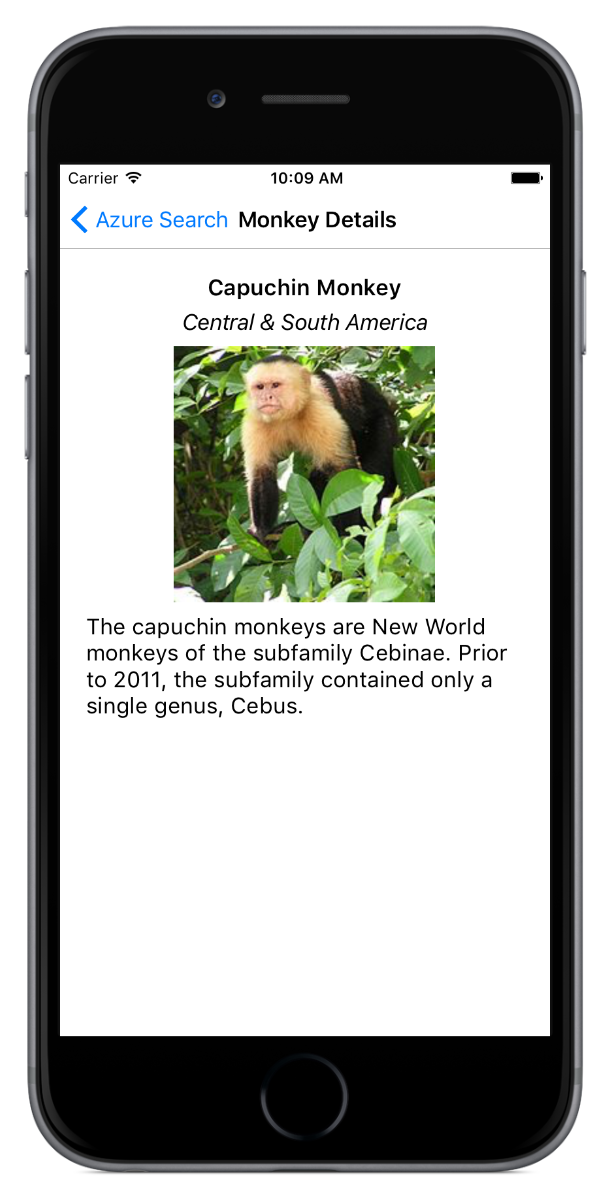 Carrier 10:09 AM
Azure Search Monkey Details
Capuchin Monkey
Central & South America
The capuchin monkeys are New World
monkeys of the subfamily Cebinae. Prior
to 2011, the subfamily contained only a
single genus, Cebus.